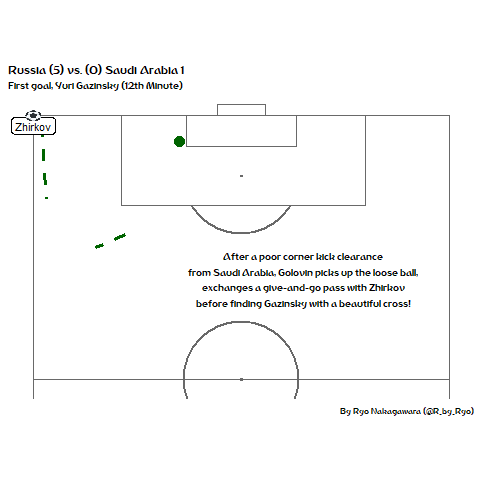 Russia (5) vs. (0) Saudi Arabia 1
First goal, Yuri Gazinsky (12th Minute)
Zhirkov
After a poor corner kick clearance
from Saudi Arabia, Golovin picks up the loose ball,
exchanges a give-and-go pass with Zhirkov
before finding Gazinsky with a beautiful cross!
By Ryo Nakagawara (@R_by_Ryo)